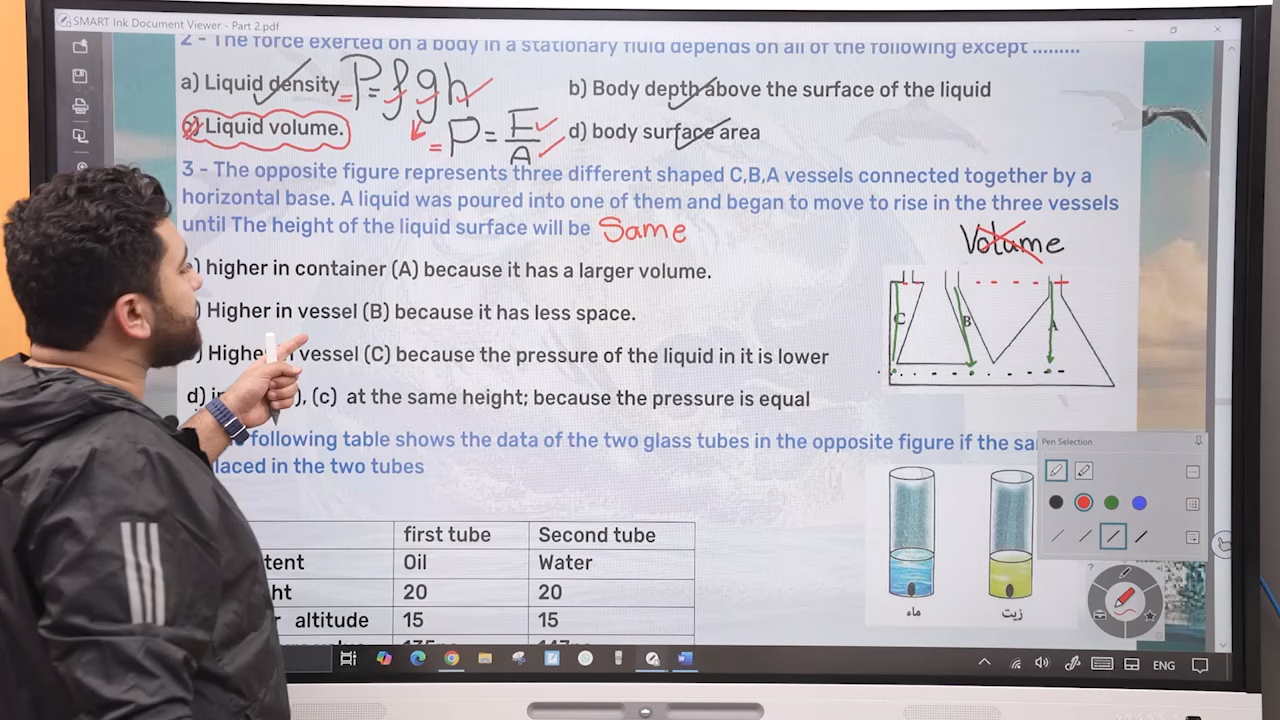 SMART Ink Document Viewer - Part 2.pdf
2 - The force exerted on a body in a stationary fluid depends on all of the following except .........
a) Liquid density
P=ρgh
b) Body depth above the surface of the liquid
c) Liquid volume.
P=F/A
d) body surface area
3 - The opposite figure represents three different shaped C,B,A vessels connected together by a
horizontal base. A liquid was poured into one of them and began to move to rise in the three vessels
until The height of the liquid surface will be Same
Volume
) higher in container (A) because it has a larger volume.
) Higher in vessel (B) because it has less space.
vessel (C) because the pressure of the liquid in it is lower
d)
), (c) at the same height; because the pressure is equal
C
B
A
following table shows the data of the two glass tubes in the opposite figure if the
in the two tubes
first tube
Second tube
Oil
Water
20
20
altitude
15
15
ماء
زيت
Pen Selection
ENG